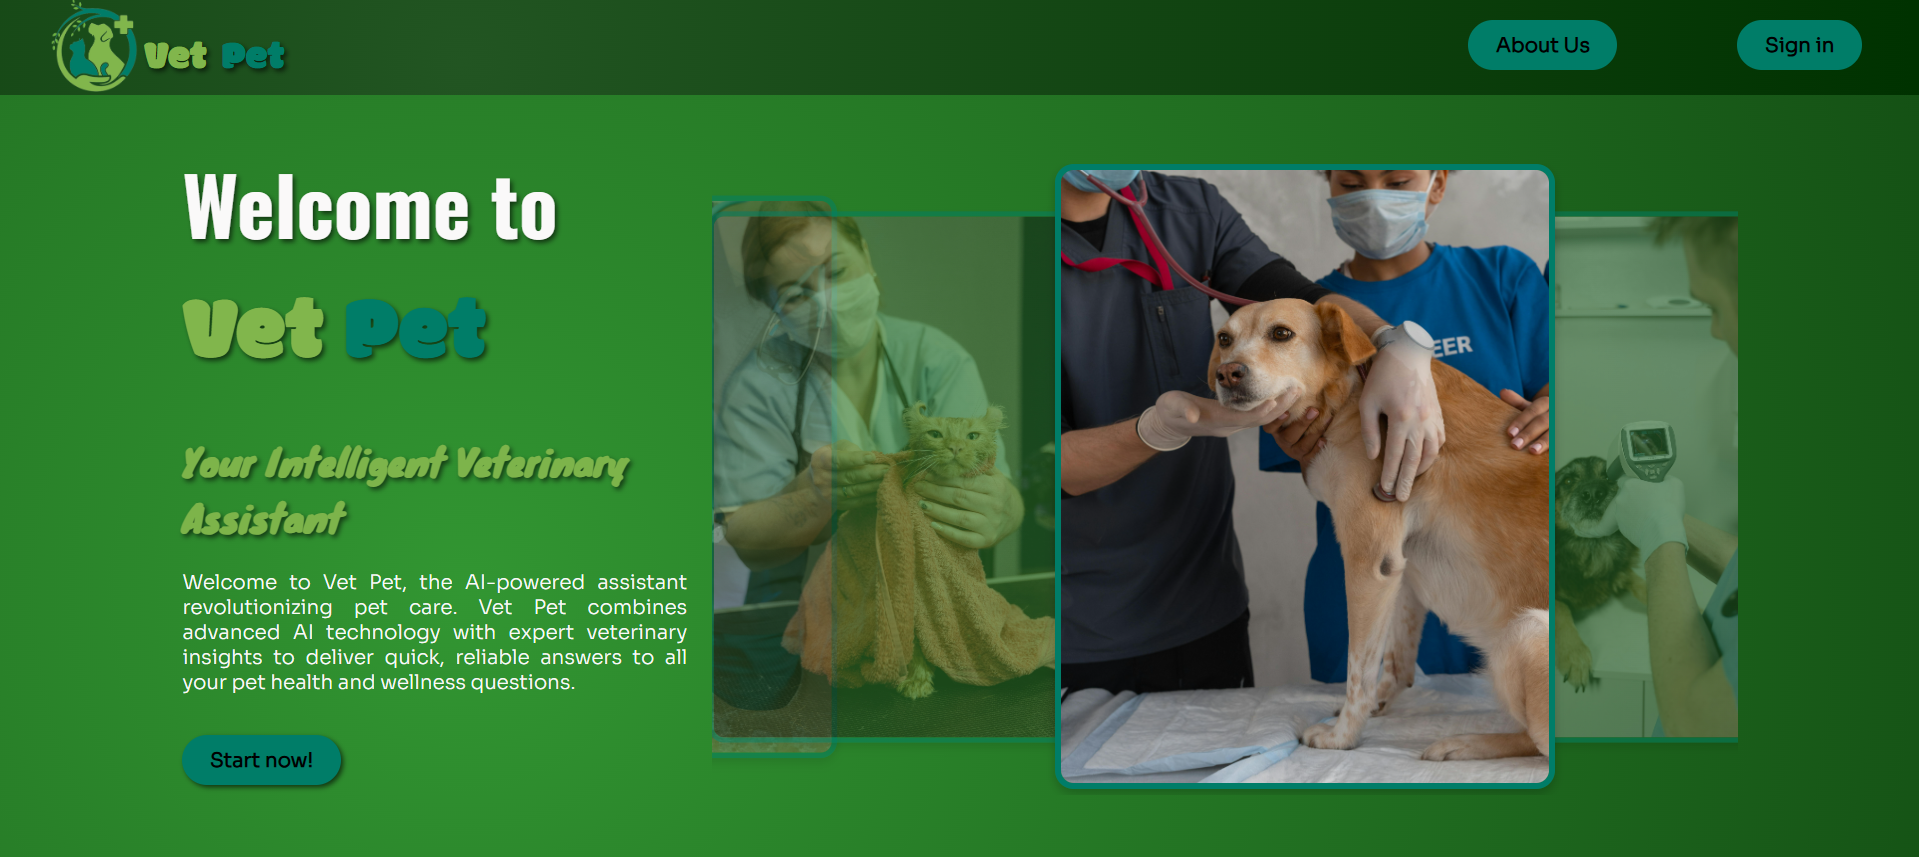 Vet Pet
About Us
Sign in
Welcome to
Vet Pet
Your Intelligent Veterinary
Assistant
Welcome to Vet Pet, the AI-powered assistant
revolutionizing pet care. Vet Pet combines
advanced AI technology with expert veterinary
insights to deliver quick, reliable answers to all
your pet health and wellness questions.
Start now!
EER